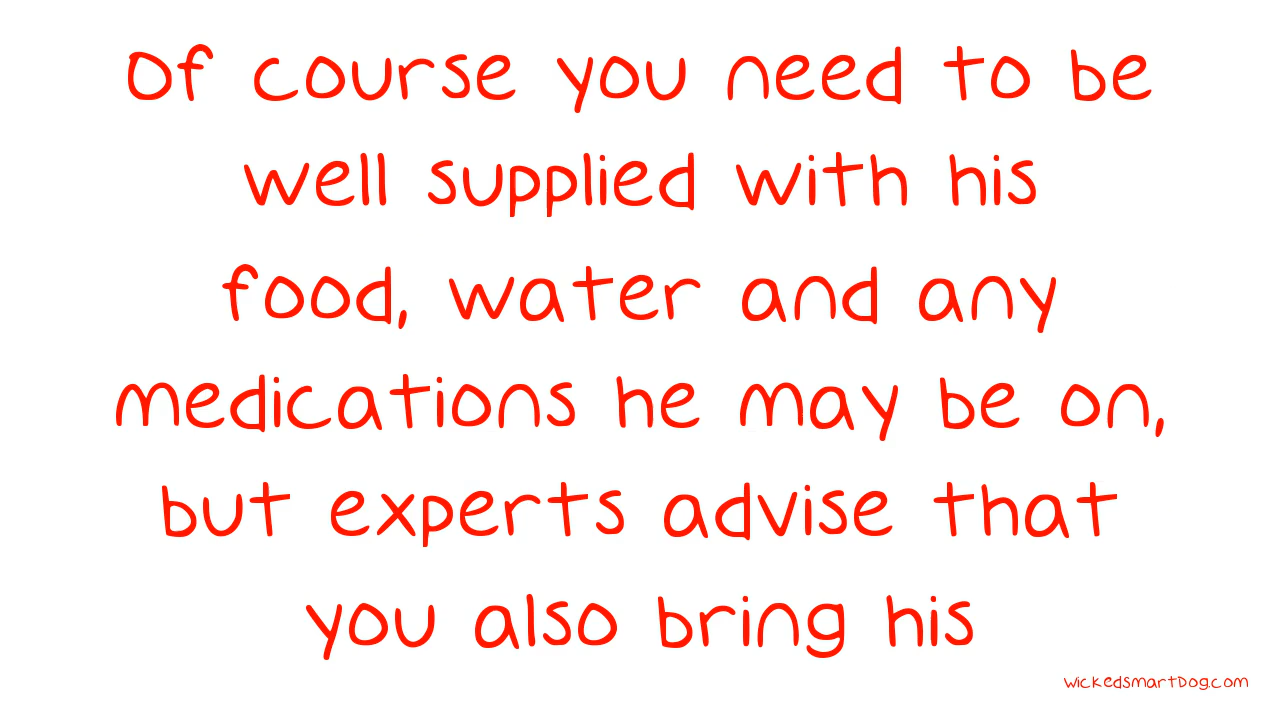 Of course you need to be
well supplied with his
food, water and any
medications he may be on,
but experts advise that
you also bring his
wickedsmartDog.com